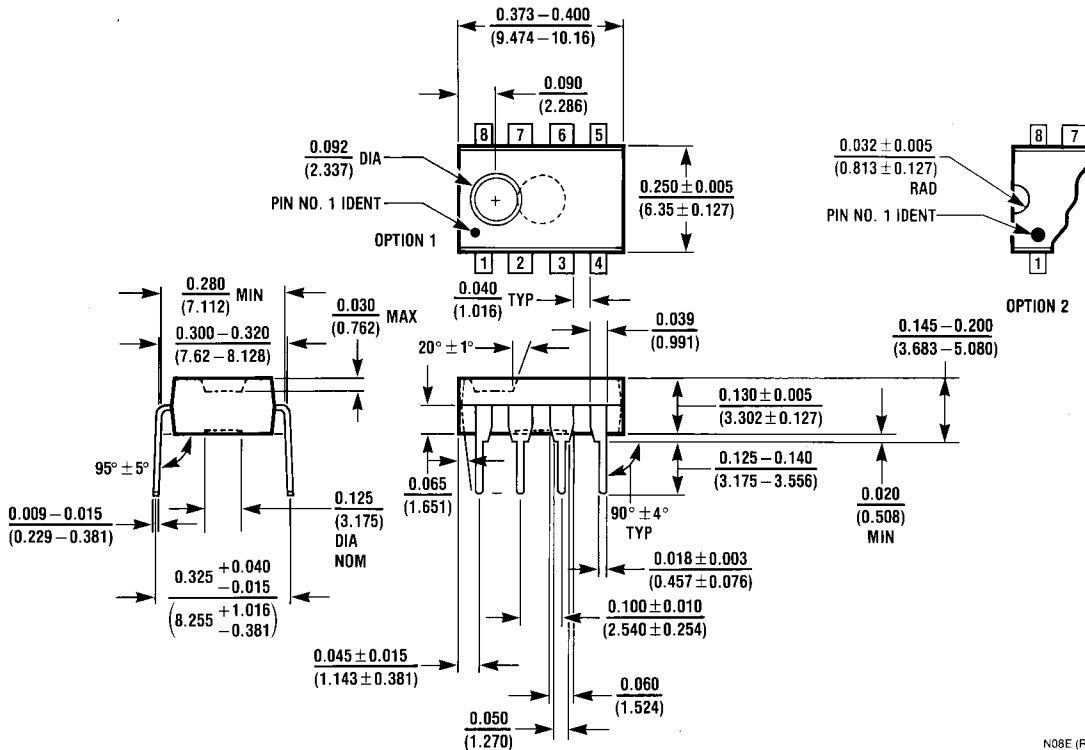 0.373 – 0.400
(9.474 – 10.16)
0.090
(2.286)
8 7 6 5
0.092 DIA
(2.337)
PIN NO. 1 IDENT
OPTION 1
0.250 ± 0.005
(6.35 ± 0.127)
1 2 3 4
8 7
0.032 ± 0.005
(0.813 ± 0.127)
RAD
PIN NO. 1 IDENT
1
OPTION 2
0.280 MIN
(7.112)
0.300 – 0.320
(7.62 – 8.128)
0.030 MAX
(0.762)
0.040 TYP
(1.016)
0.039
(0.991)
0.145 – 0.200
(3.683 – 5.080)
20° ± 1°
0.130 ± 0.005
(3.302 ± 0.127)
95° ± 5°
0.065
(1.651)
0.125 – 0.140
(3.175 – 3.556)
90° ± 4°
TYP
0.020
(0.508)
MIN
0.009 – 0.015
(0.229 – 0.381)
0.125
(3.175)
DIA
NOM
0.018 ± 0.003
(0.457 ± 0.076)
0.325 +0.040
−0.015
(8.255 +1.016
−0.381)
0.100 ± 0.010
(2.540 ± 0.254)
0.045 ± 0.015
(1.143 ± 0.381)
0.060
(1.524)
0.050
(1.270)
N08E (R